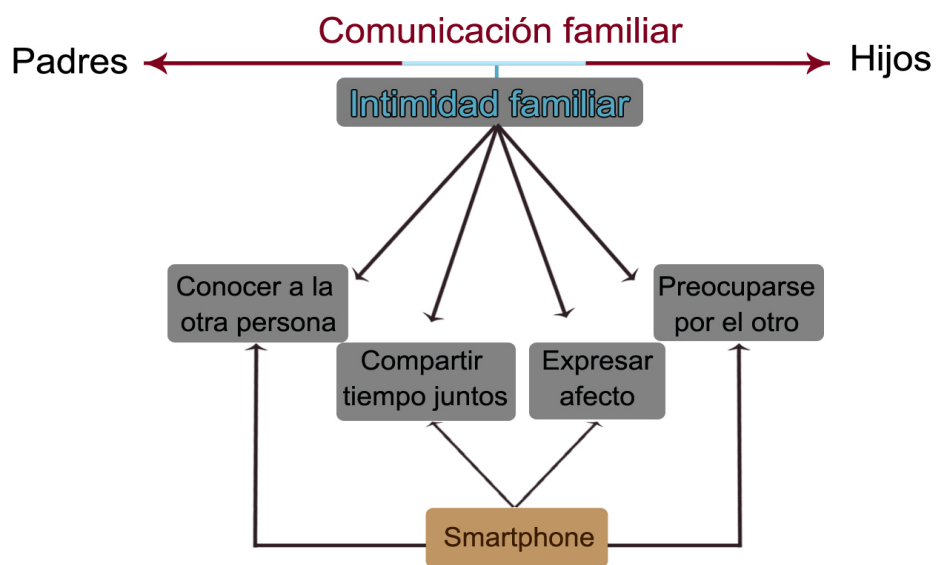 Comunicación familiar
Padres
Hijos
Intimidad familiar
Conocer a la
otra persona
Preocuparse
por el otro
Compartir
tiempo juntos
Expresar
afecto
Smartphone